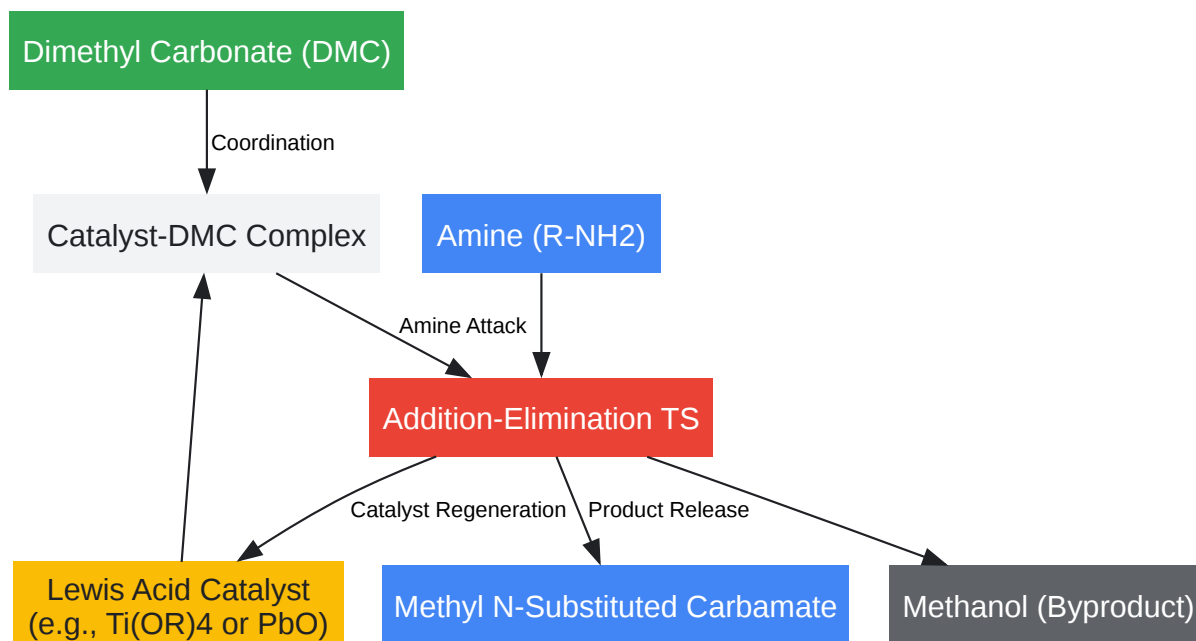 Dimethyl Carbonate (DMC)
Coordination
Catalyst-DMC Complex
Amine (R-NH2)
Amine Attack
Addition-Elimination TS
Catalyst Regeneration
Product Release
Lewis Acid Catalyst
(e.g., Ti(OR)4 or PbO)
Methyl N-Substituted Carbamate
Methanol (Byproduct)